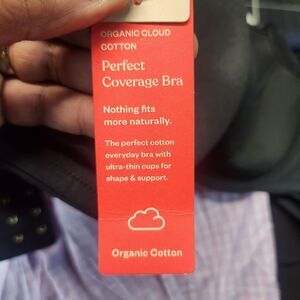 ORGANIC CLOUD
COTTON
Perfect
Coverage Bra
Nothing fits
more naturally.
The perfect cotton
everyday bra with
ultra-thin cups for
shape & support.
Organic Cotton